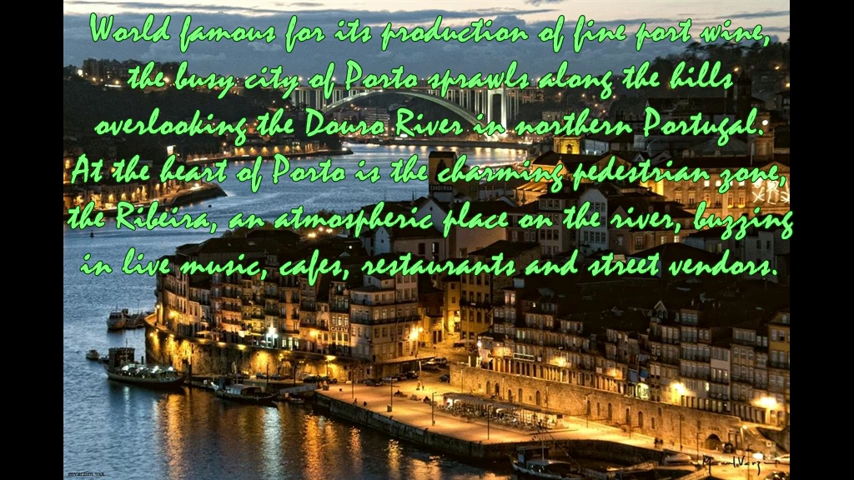 World famous for its production of fine port wine,
the busy city of Porto sprawls along the hills
overlooking the Douro River in northern Portugal.
At the heart of Porto is the charming pedestrian zone,
the Ribeira, an atmospheric place on the river, buzzing
in live music, cafes, restaurants and street vendors.